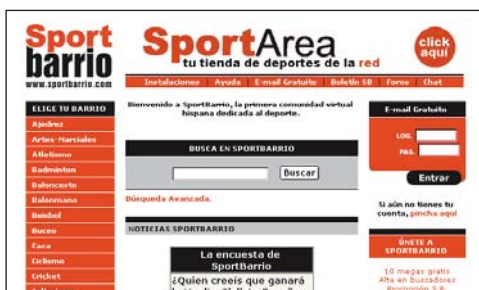 Sport
barrio
www.sportbarrio.com
SportArea
tu tienda de deportes de la red
click
aquí
Instalaciones Ayuda E-mail Gratuito Boletín SB Foros Chat
ELIGE TU BARRIO
Ajedrez
Artes-Marciales
Atletismo
Badminton
Baloncesto
Balonmano
Beisbol
Buceo
Caza
Ciclismo
Cricket
Bienvenido a SportBarrio, la primera comunidad virtual
hispana dedicada al deporte.
BUSCA EN SPORTBARRIO
Buscar
Búsqueda Avanzada.
NOTICIAS SPORTBARRIO
La encuesta de
SportBarrio
¿Quien creeís que ganará
E-mail Gratuito
LOG.
PAS.
Entrar
Si aún no tienes tu
cuenta, pincha aquí
ÚNETE A
SPORTBARRIO
10 megas gratis
Alta en buscadores